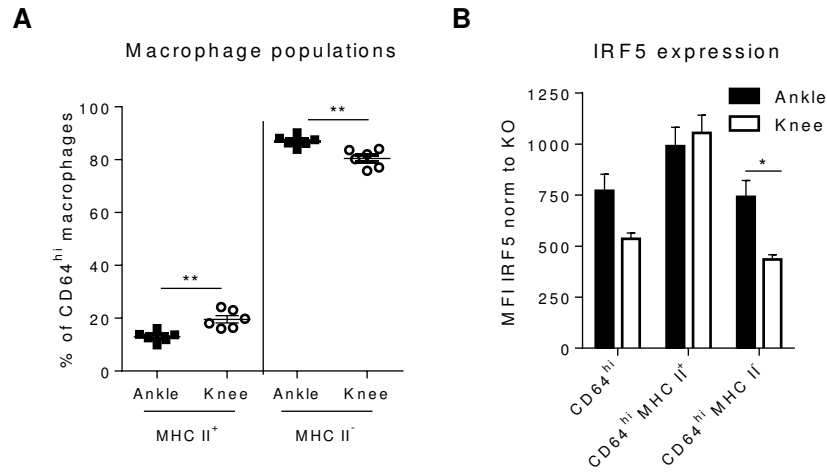 A
Macrophage populations
% of CD64hi macrophages
100
80
60
40
20
0
**
**
Ankle Knee Ankle Knee
MHC II+ MHC II-
B
IRF5 expression
MFI IRF5 norm to KO
1250
1000
750
500
250
0
Ankle
Knee
*
CD64hi
CD64hi MHC II+
CD64hi MHC II-